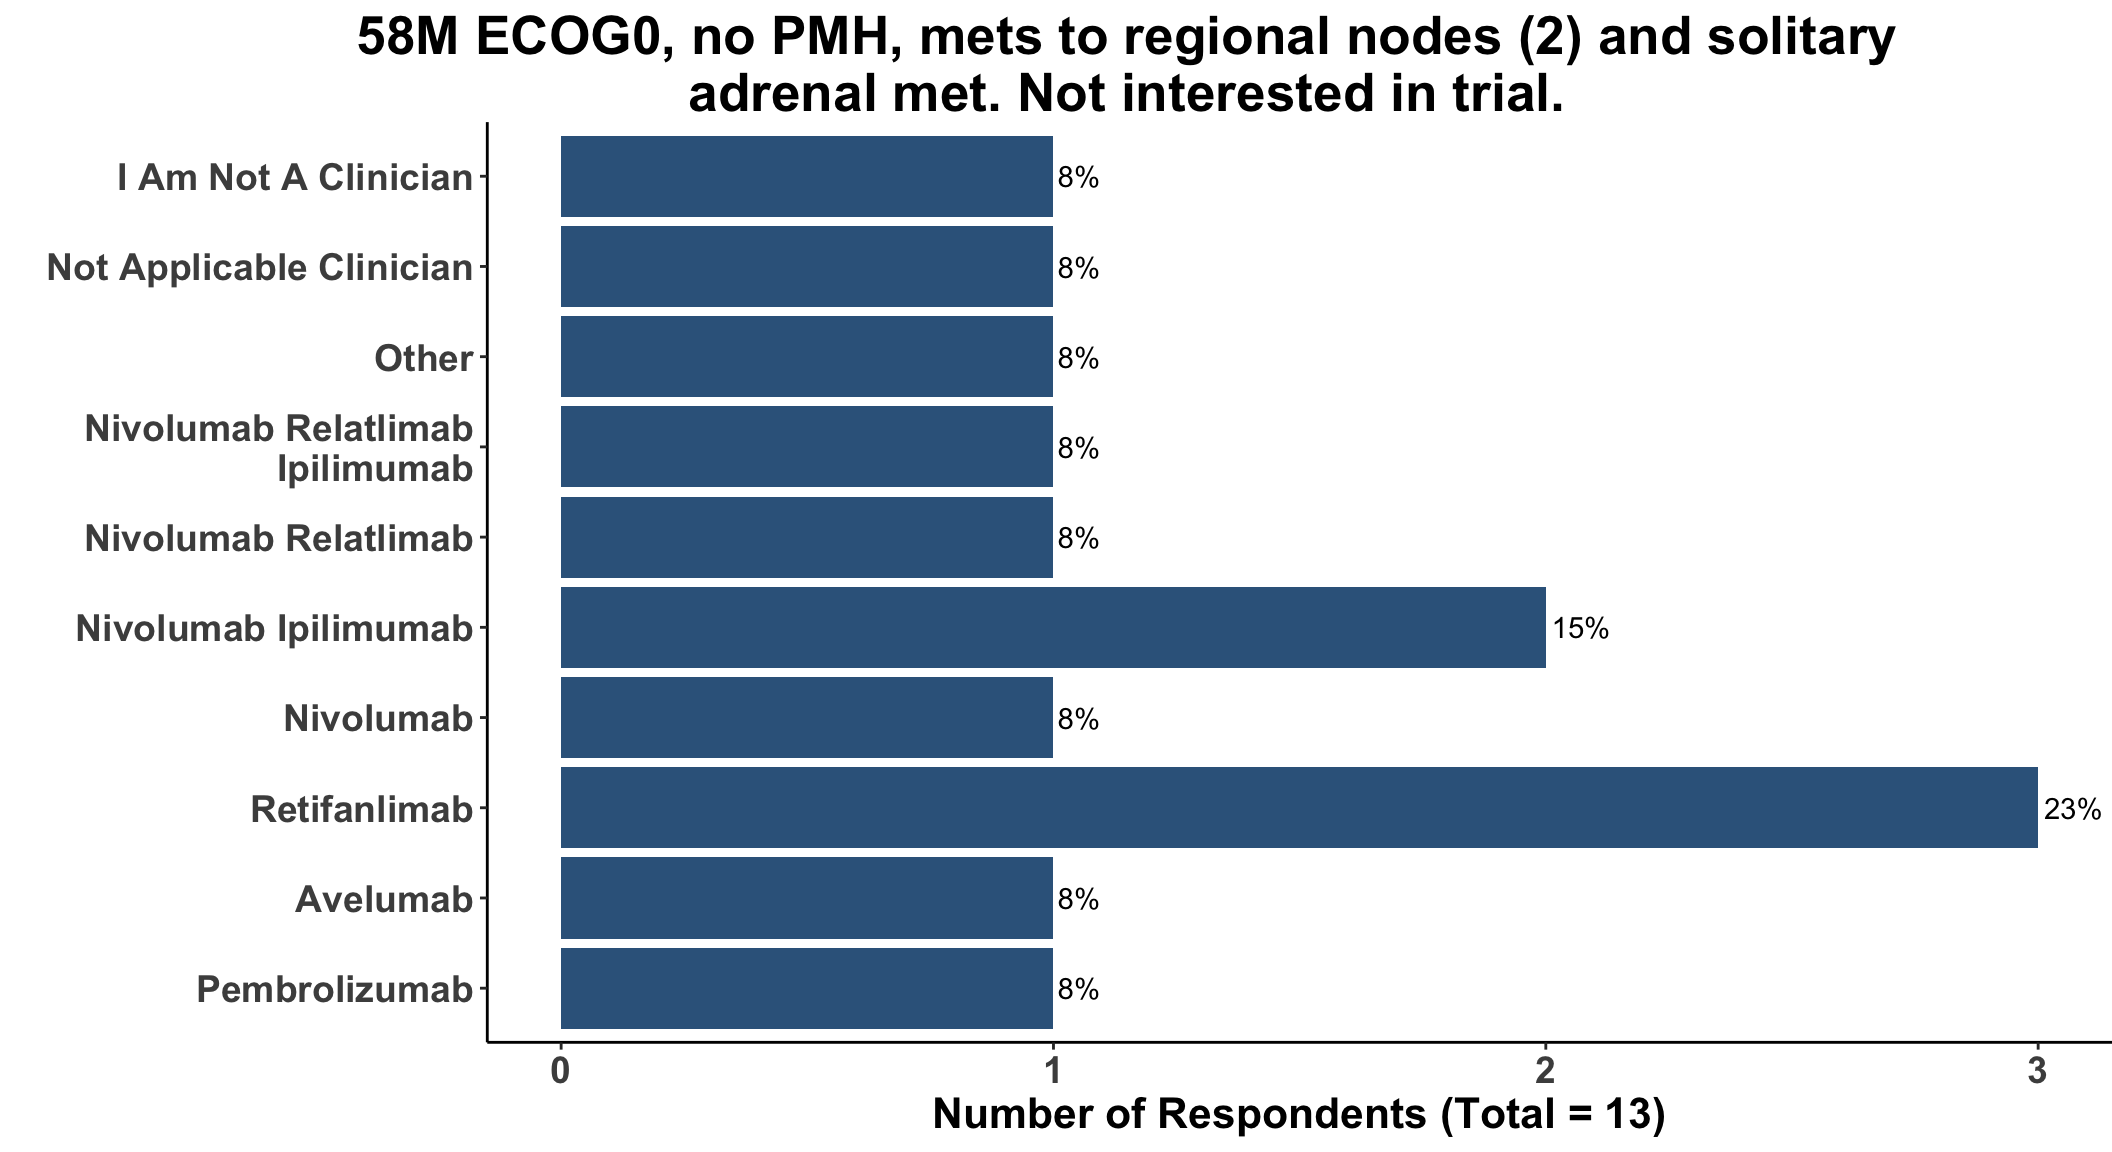 58M ECOG0, no PMH, mets to regional nodes (2) and solitary
adrenal met. Not interested in trial.
I Am Not A Clinician
8%
Not Applicable Clinician
8%
Other
8%
Nivolumab Relatlimab
Ipilimumab
8%
Nivolumab Relatlimab
8%
Nivolumab Ipilimumab
15%
Nivolumab
8%
Retifanlimab
23%
Avelumab
8%
Pembrolizumab
8%
0 1 2 3
Number of Respondents (Total = 13)